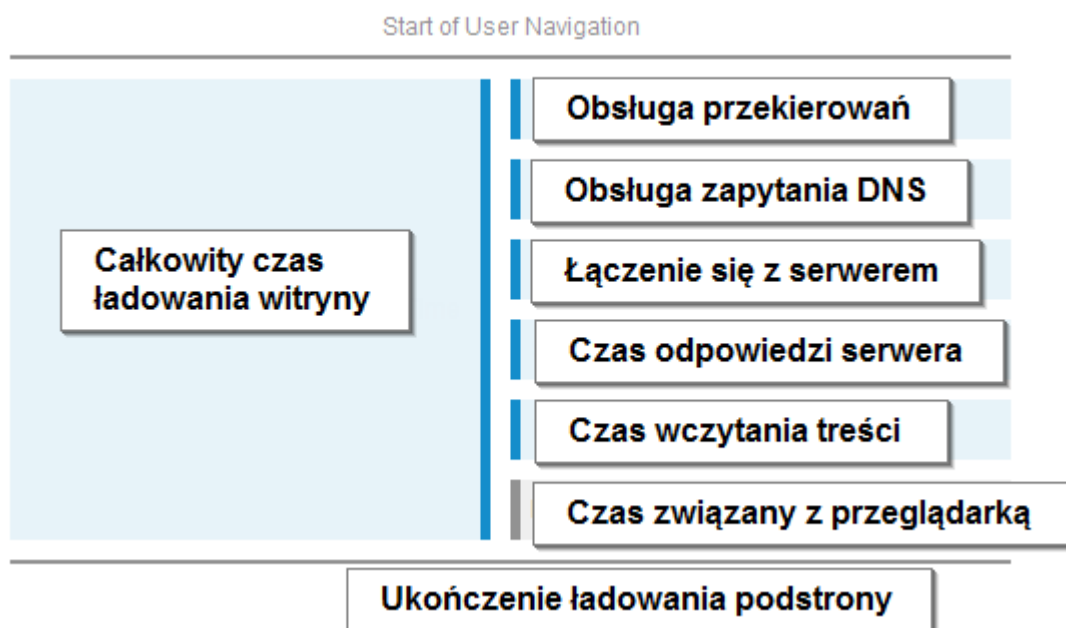 Start of User Navigation
Całkowity czas
ładowania witryny
Obsługa przekierowań
Obsługa zapytania DNS
Łączenie się z serwerem
Czas odpowiedzi serwera
Czas wczytania treści
Czas związany z przeglądarką
Ukończenie ładowania podstrony